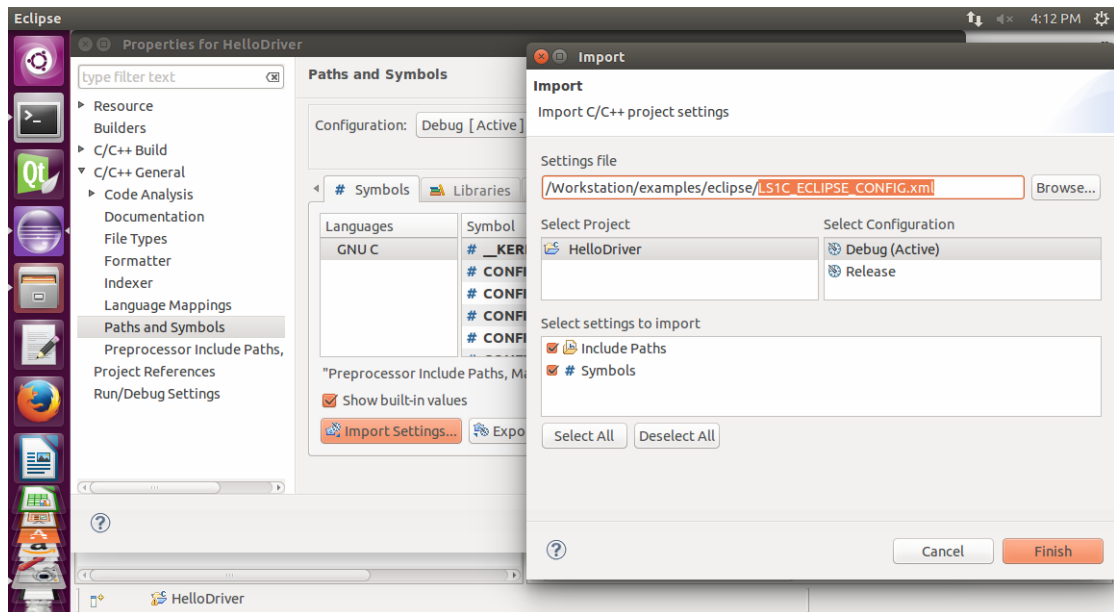 Eclipse
4:12 PM
Properties for HelloDriver
type filter text
Resource
Builders
C/C++ Build
C/C++ General
Code Analysis
Documentation
File Types
Formatter
Indexer
Language Mappings
Paths and Symbols
Preprocessor Include Paths,
Project References
Run/Debug Settings
Paths and Symbols
Configuration: Debug [ Active ]
# Symbols
Libraries
Languages
GNU C
Symbol
# __KER
# CONFI
# CONFI
# CONFI
# CONFI
"Preprocessor Include Paths, Ma
Show built-in values
Import Settings...
Expo
HelloDriver
Import
Import
Import C/C++ project settings
Settings file
/Workstation/examples/eclipse/LS1C_ECLIPSE_CONFIG.xml
Browse...
Select Project
HelloDriver
Select Configuration
Debug (Active)
Release
Select settings to import
Include Paths
# Symbols
Select All
Deselect All
Cancel
Finish